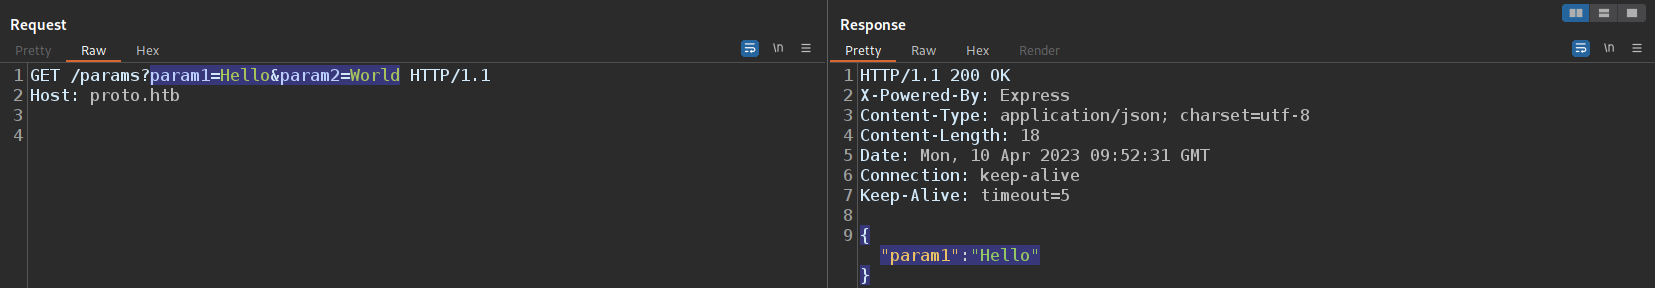 Request
Pretty Raw Hex \n
1 GET /params?param1=Hello&param2=World HTTP/1.1
2 Host: proto.htb
3
4
Response
Pretty Raw Hex Render \n
1 HTTP/1.1 200 OK
2 X-Powered-By: Express
3 Content-Type: application/json; charset=utf-8
4 Content-Length: 18
5 Date: Mon, 10 Apr 2023 09:52:31 GMT
6 Connection: keep-alive
7 Keep-Alive: timeout=5
8
9 {
"param1":"Hello"
}